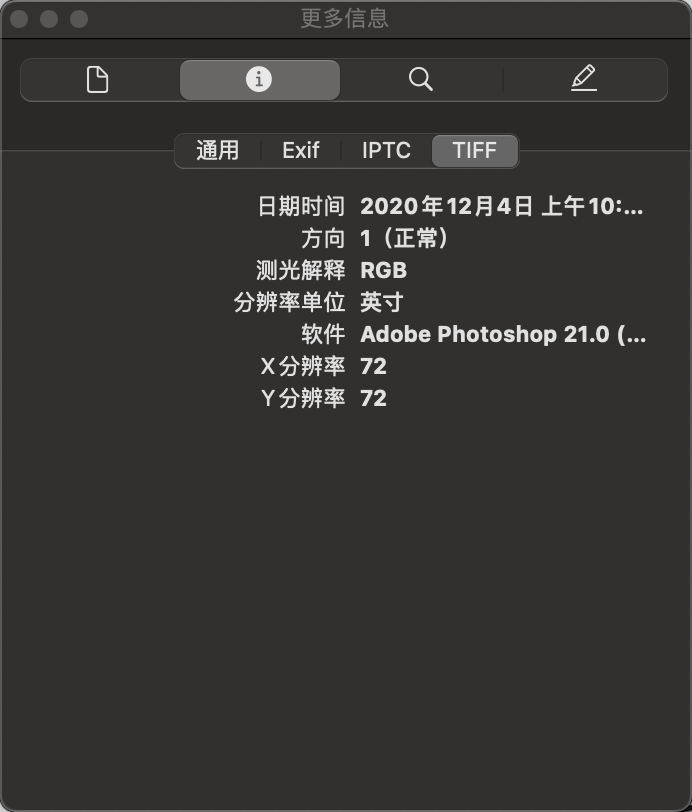 更多信息
通用 Exif IPTC TIFF
日期时间 2020年12月4日 上午10:...
方向 1（正常）
测光解释 RGB
分辨率单位 英寸
软件 Adobe Photoshop 21.0 (...
X分辨率 72
Y分辨率 72